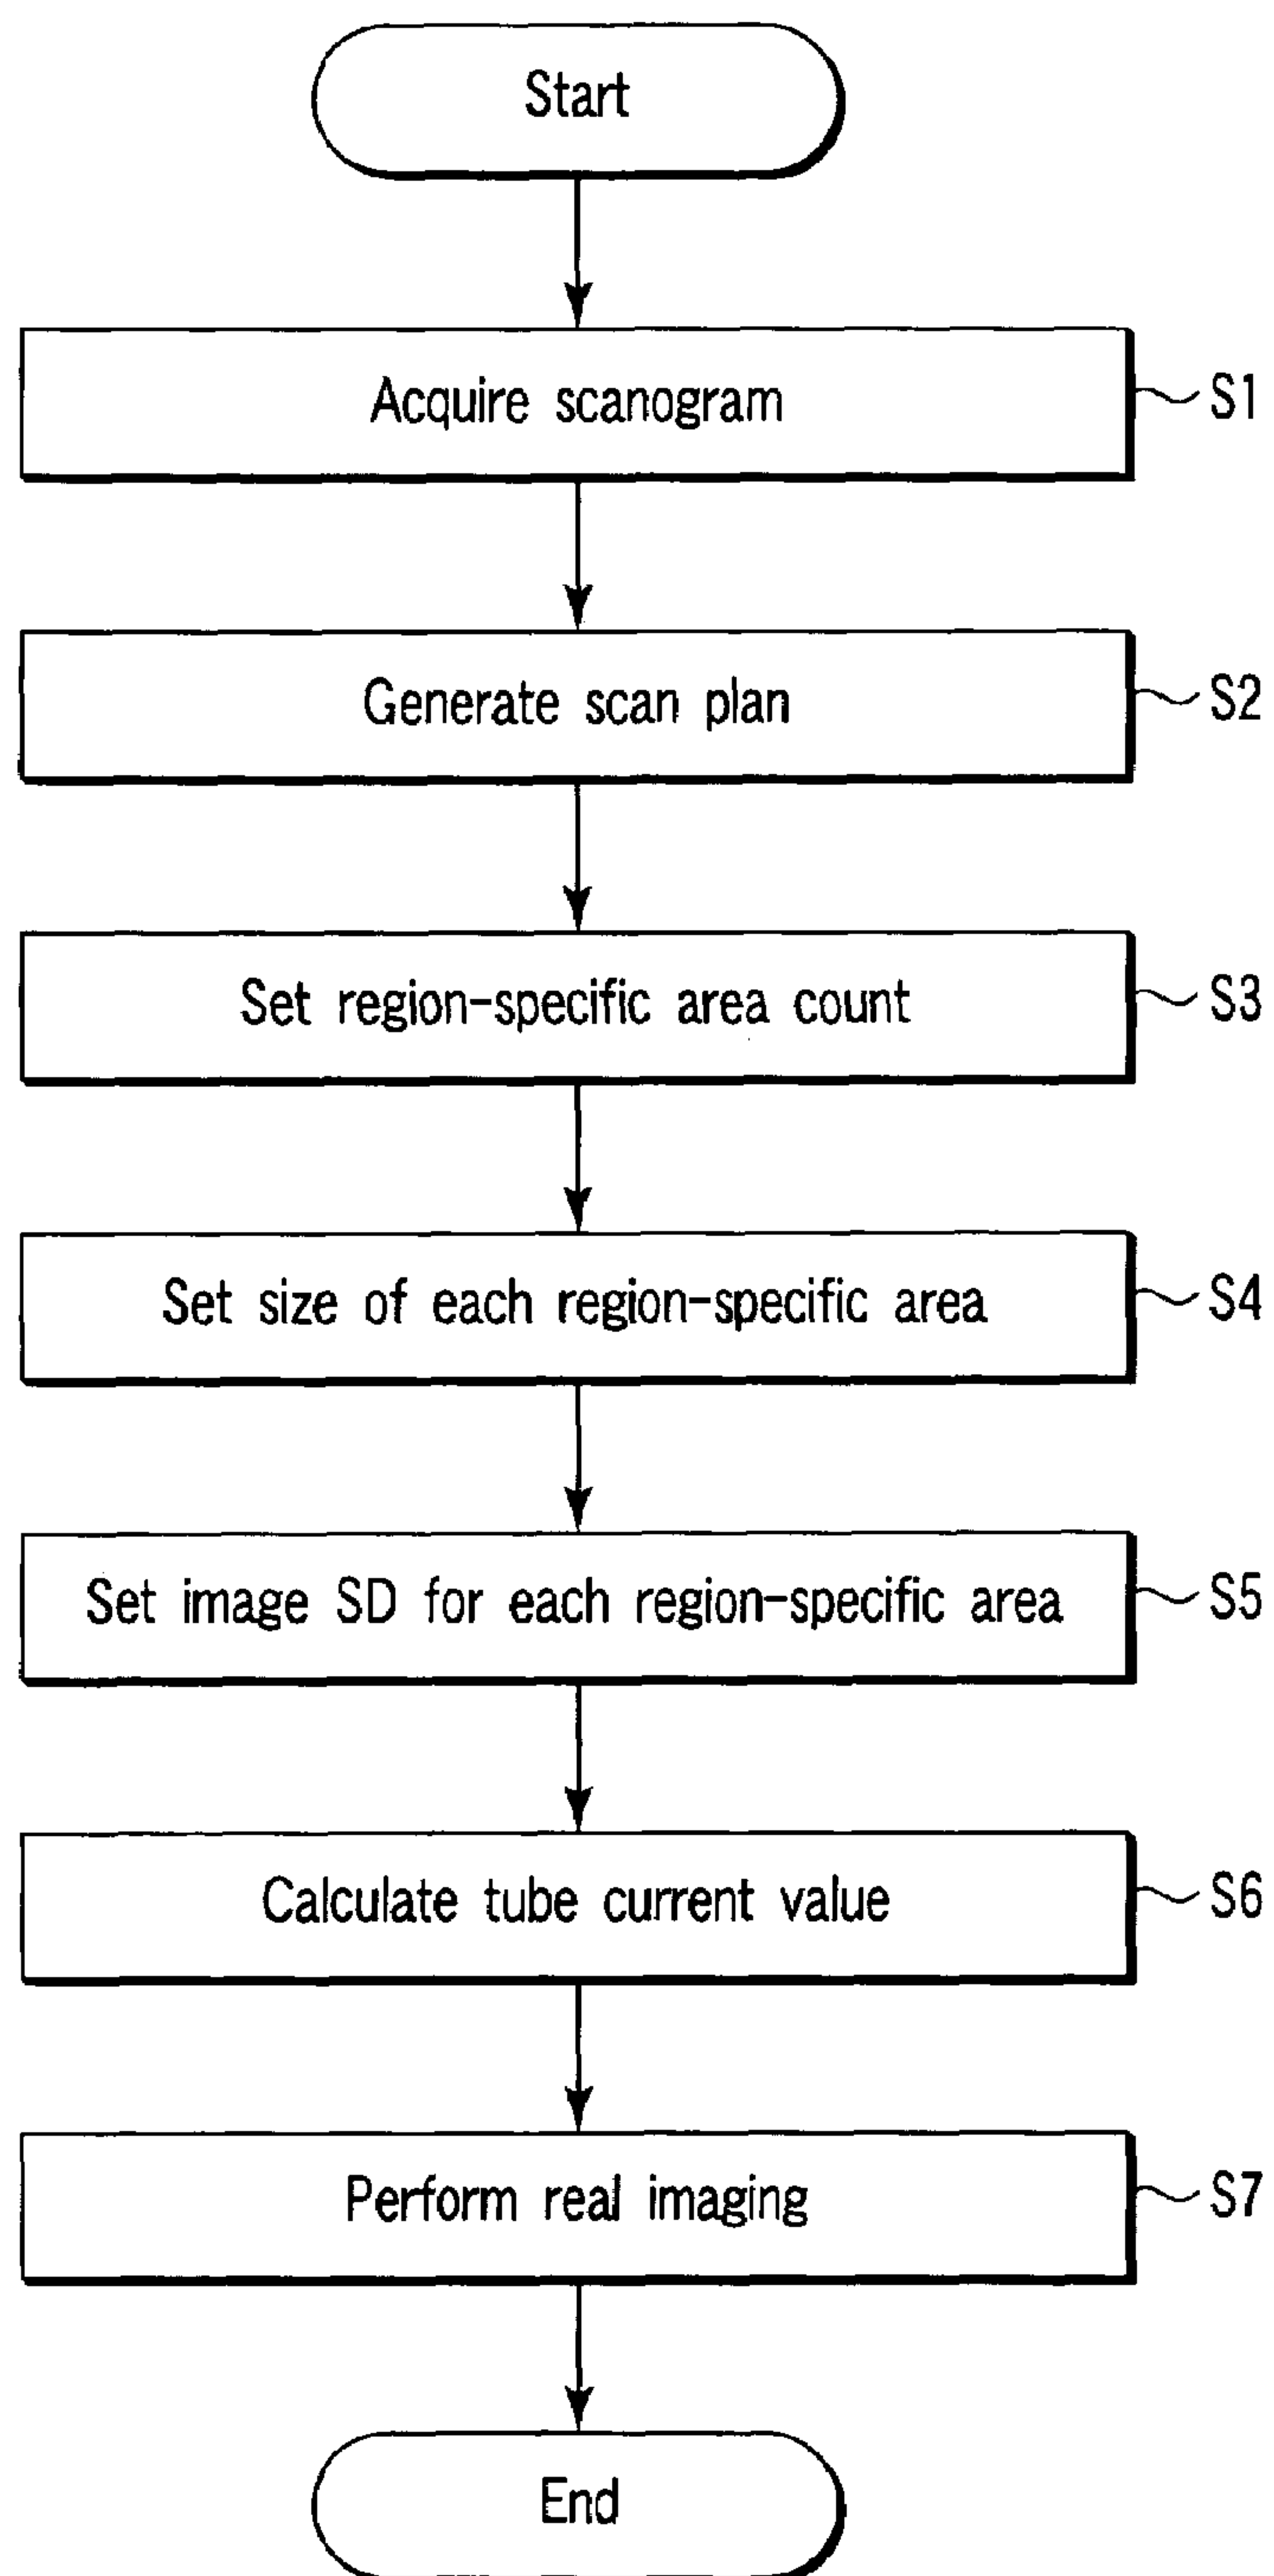 Start
Acquire scanogram
S1
Generate scan plan
S2
Set region-specific area count
S3
Set size of each region-specific area
S4
Set image SD for each region-specific area
S5
Calculate tube current value
S6
Perform real imaging
S7
End